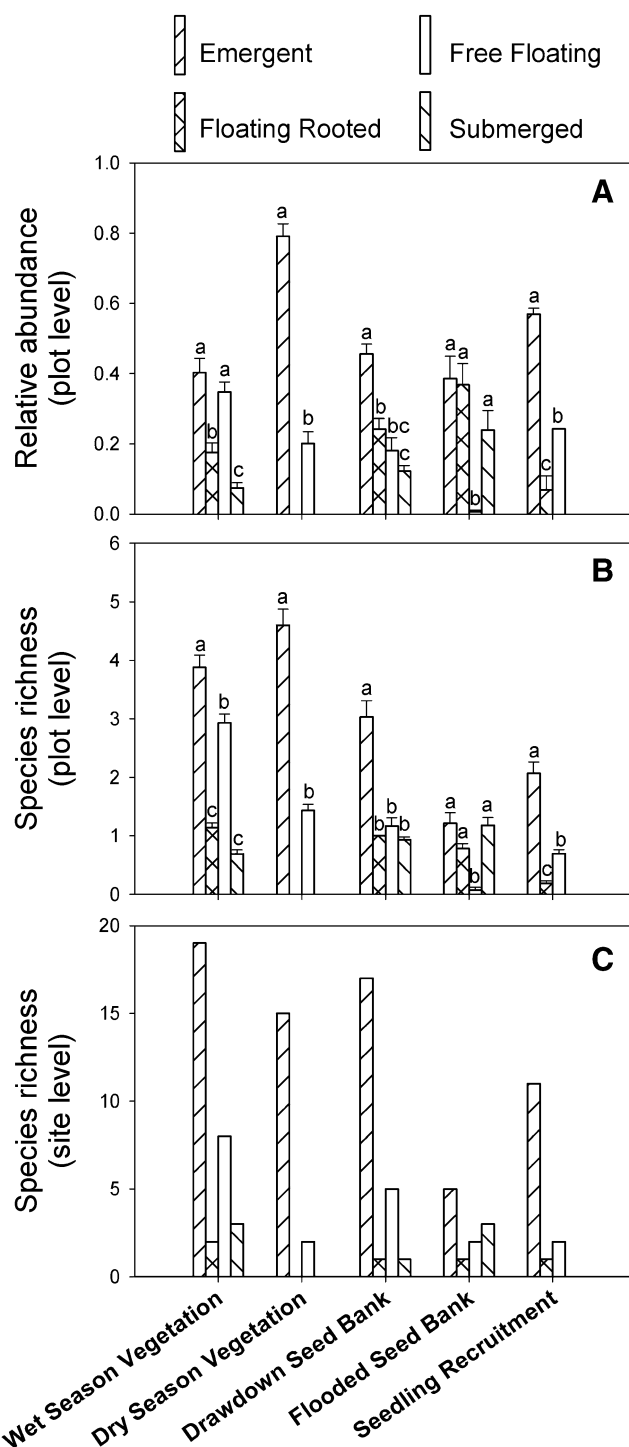 Emergent
Free Floating
Floating Rooted
Submerged
A
Relative abundance
(plot level)
1.0
0.8
0.6
0.4
0.2
0.0
a
b
a
c
a
b
a
b
bc
c
a
a
b
a
a
c
b
B
Species richness
(plot level)
6
5
4
3
2
1
0
a
c
b
c
a
b
a
b
b
b
a
a
b
a
a
c
b
C
Species richness
(site level)
20
15
10
5
0
Wet Season Vegetation
Dry Season Vegetation
Drawdown Seed Bank
Flooded Seed Bank
Seedling Recruitment